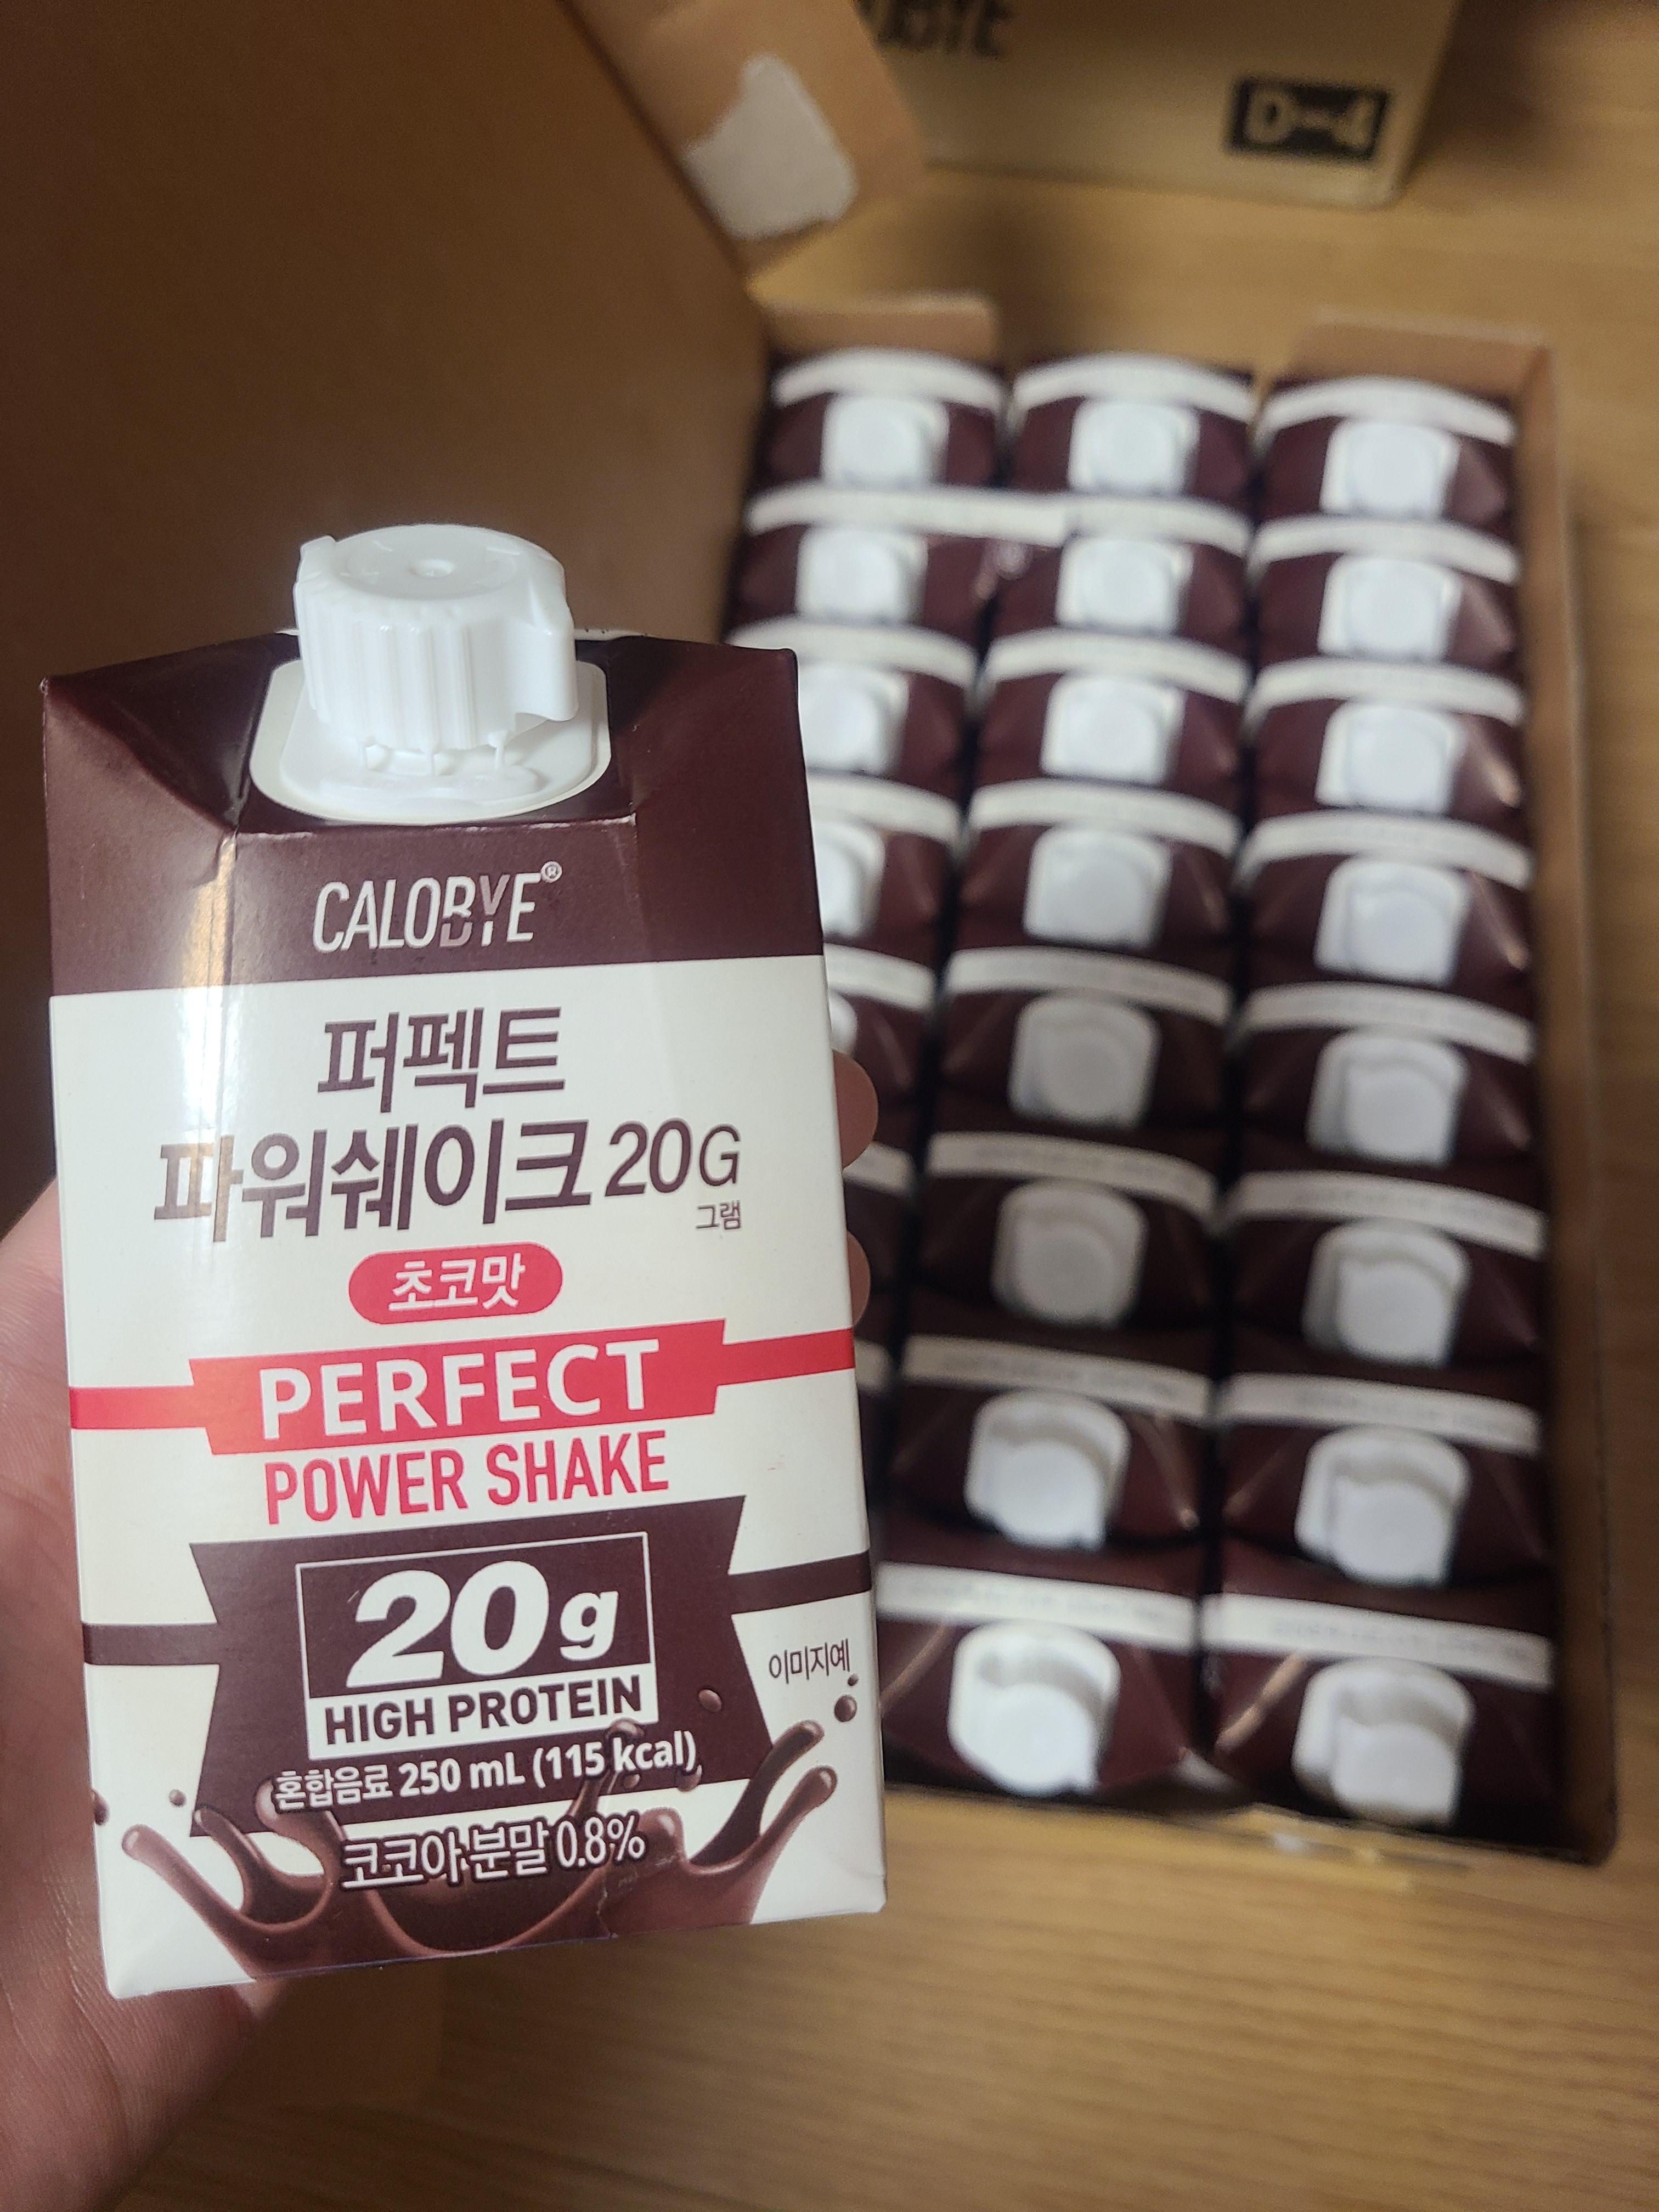 CALOBYE®
퍼펙트
파워쉐이크 20G
그램
초코맛
PERFECT
POWER SHAKE
20g
HIGH PROTEIN
이미지예
혼합음료 250 mL (115 kcal)
코코아 분말 0.8%